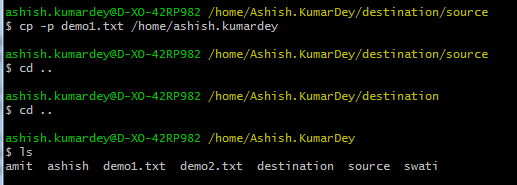 ashish.kumardey@D-XO-42RP982 /home/Ashish.KumarDey/destination/source
$ cp -p demo1.txt /home/ashish.kumardey
ashish.kumardey@D-XO-42RP982 /home/Ashish.KumarDey/destination/source
$ cd ..
ashish.kumardey@D-XO-42RP982 /home/Ashish.KumarDey/destination
$ cd ..
ashish.kumardey@D-XO-42RP982 /home/Ashish.KumarDey
$ ls
amit  ashish  demo1.txt  demo2.txt  destination  source  swati